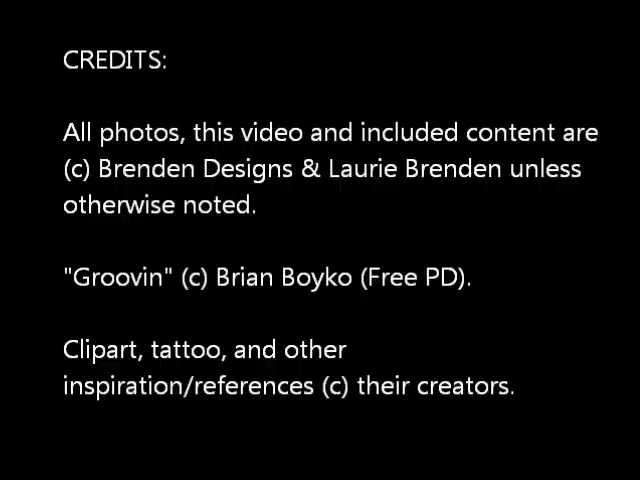 CREDITS:
All photos, this video and included content are
(c) Brenden Designs & Laurie Brenden unless
otherwise noted.
"Groovin" (c) Brian Boyko (Free PD).
Clipart, tattoo, and other
inspiration/references (c) their creators.